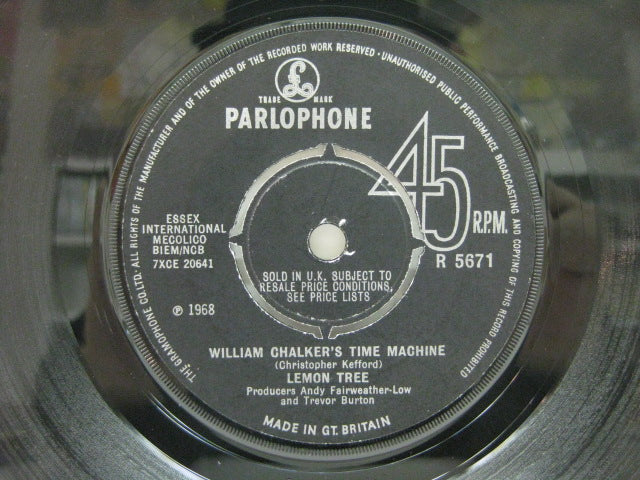 THE GRAMOPHONE CO. LTD. ALL RIGHTS OF THE MANUFACTURER AND OF THE OWNER OF THE RECORDED WORK RESERVED · UNAUTHORISED PUBLIC PERFORMANCE BROADCASTING AND COPYING OF THIS RECORD PROHIBITED
£
TRADE MARK
PARLOPHONE
45
R.P.M.
ESSEX
INTERNATIONAL
MECOLICO
BIEM/NCB
7XCE 20641
R 5671
SOLD IN U.K. SUBJECT TO
RESALE PRICE CONDITIONS,
SEE PRICE LISTS
℗ 1968
WILLIAM CHALKER'S TIME MACHINE
(Christopher Kefford)
LEMON TREE
Producers Andy Fairweather-Low
and Trevor Burton
MADE IN GT. BRITAIN